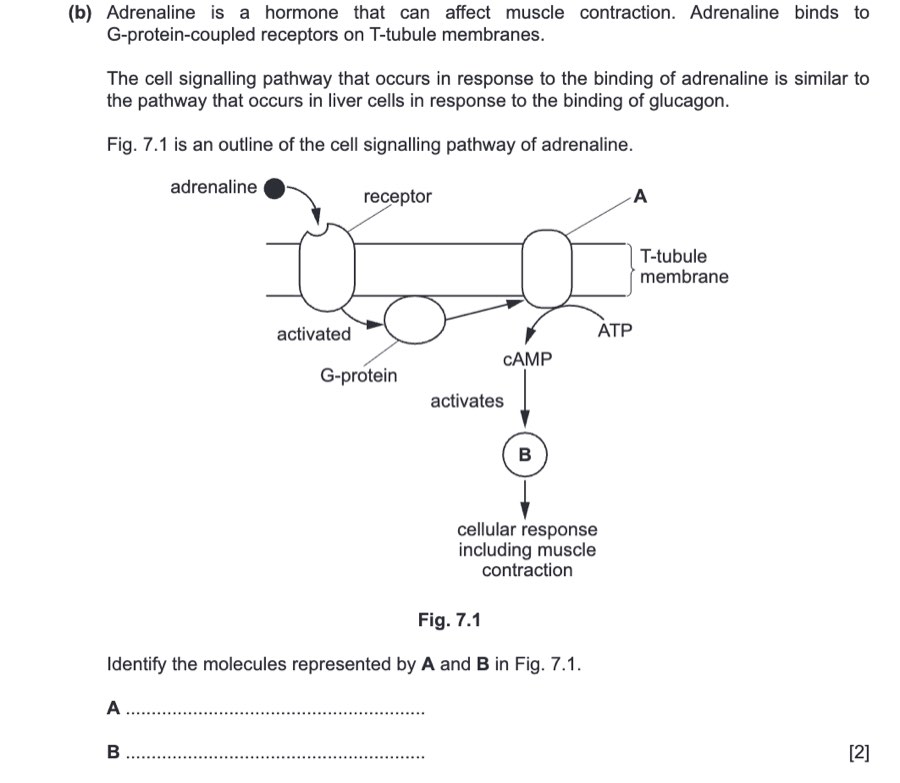 (b) Adrenaline is a hormone that can affect muscle contraction. Adrenaline binds to
G-protein-coupled receptors on T-tubule membranes.
The cell signalling pathway that occurs in response to the binding of adrenaline is similar to
the pathway that occurs in liver cells in response to the binding of glucagon.
Fig. 7.1 is an outline of the cell signalling pathway of adrenaline.
adrenaline
receptor
A
T-tubule
membrane
activated
ATP
cAMP
G-protein
activates
B
cellular response
including muscle
contraction
Fig. 7.1
Identify the molecules represented by A and B in Fig. 7.1.
A ............................................................
B ............................................................ [2]